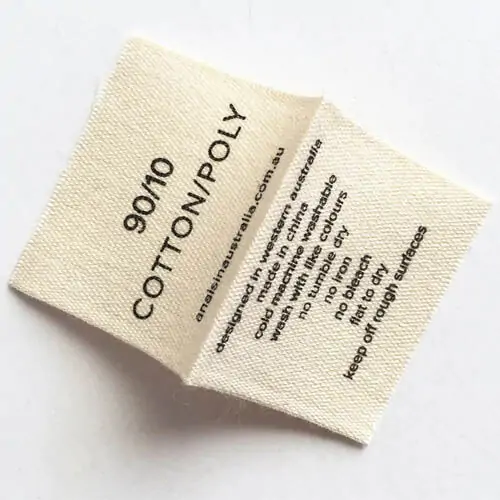 90/10
COTTON/POLY
anaisinaustralia.com.au
designed in western australia
made in china
cold machine washable
wash with like colours
no tumble dry
no iron
no bleach
flat to dry
keep off rough surfaces